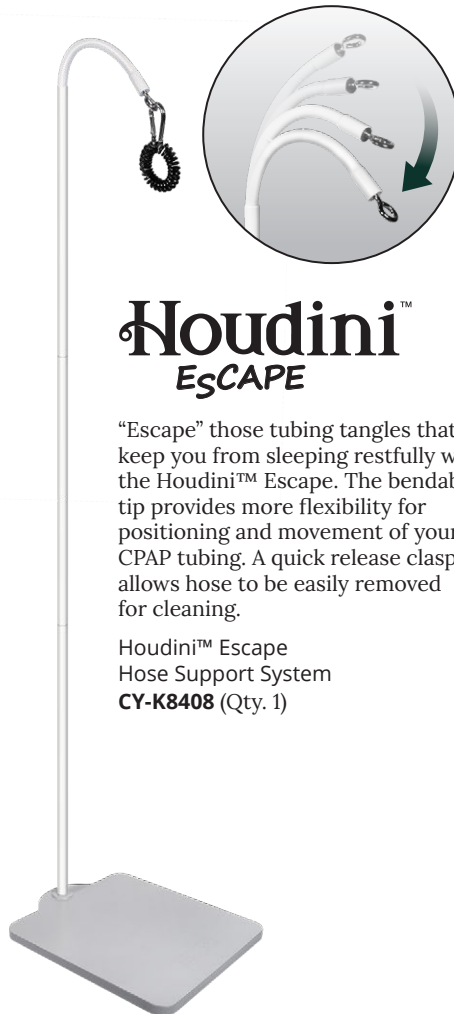 Houdini™
ESCAPE
“Escape” those tubing tangles that
keep you from sleeping restfully
the Houdini™ Escape. The
tip provides more flexibility for
positioning and movement of your
CPAP tubing. A quick release clasp
allows hose to be easily removed
for cleaning.
Houdini™ Escape
Hose Support System
CY-K8408 (Qty. 1)